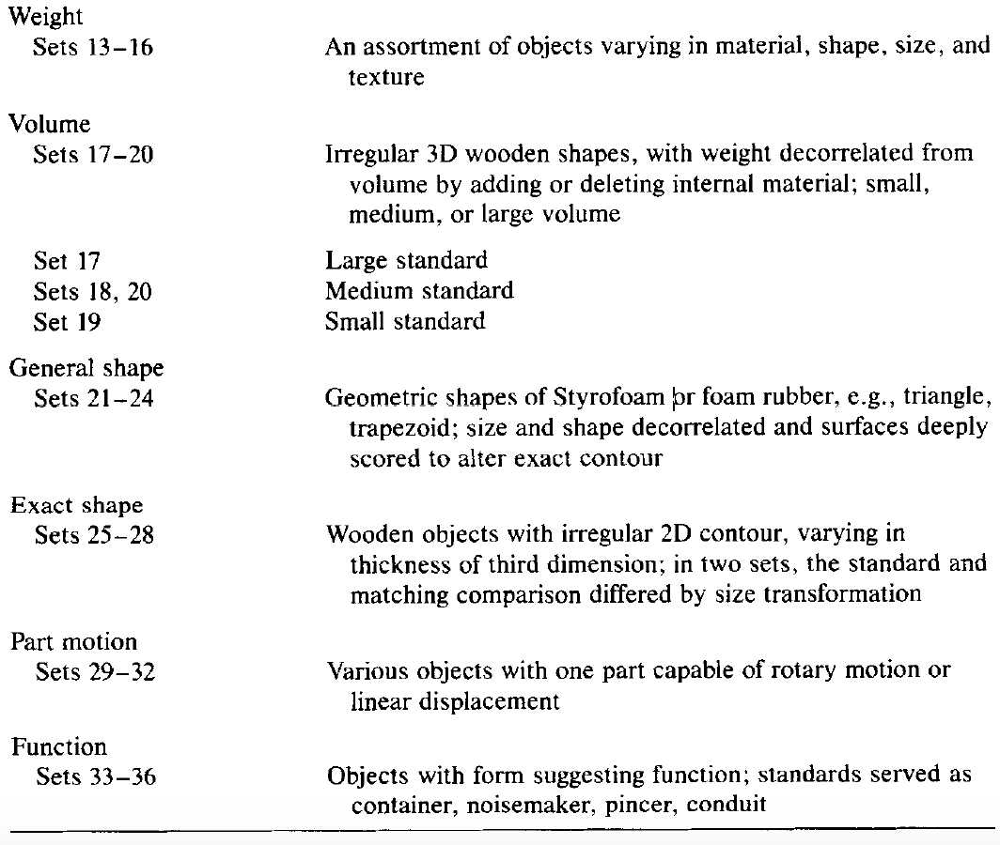 Weight
Sets 13–16 An assortment of objects varying in material, shape, size, and
texture
Volume
Sets 17–20 Irregular 3D wooden shapes, with weight decorrelated from
volume by adding or deleting internal material; small,
medium, or large volume
Set 17 Large standard
Sets 18, 20 Medium standard
Set 19 Small standard
General shape
Sets 21–24 Geometric shapes of Styrofoam or foam rubber, e.g., triangle,
trapezoid; size and shape decorrelated and surfaces deeply
scored to alter exact contour
Exact shape
Sets 25–28 Wooden objects with irregular 2D contour, varying in
thickness of third dimension; in two sets, the standard and
matching comparison differed by size transformation
Part motion
Sets 29–32 Various objects with one part capable of rotary motion or
linear displacement
Function
Sets 33–36 Objects with form suggesting function; standards served as
container, noisemaker, pincer, conduit